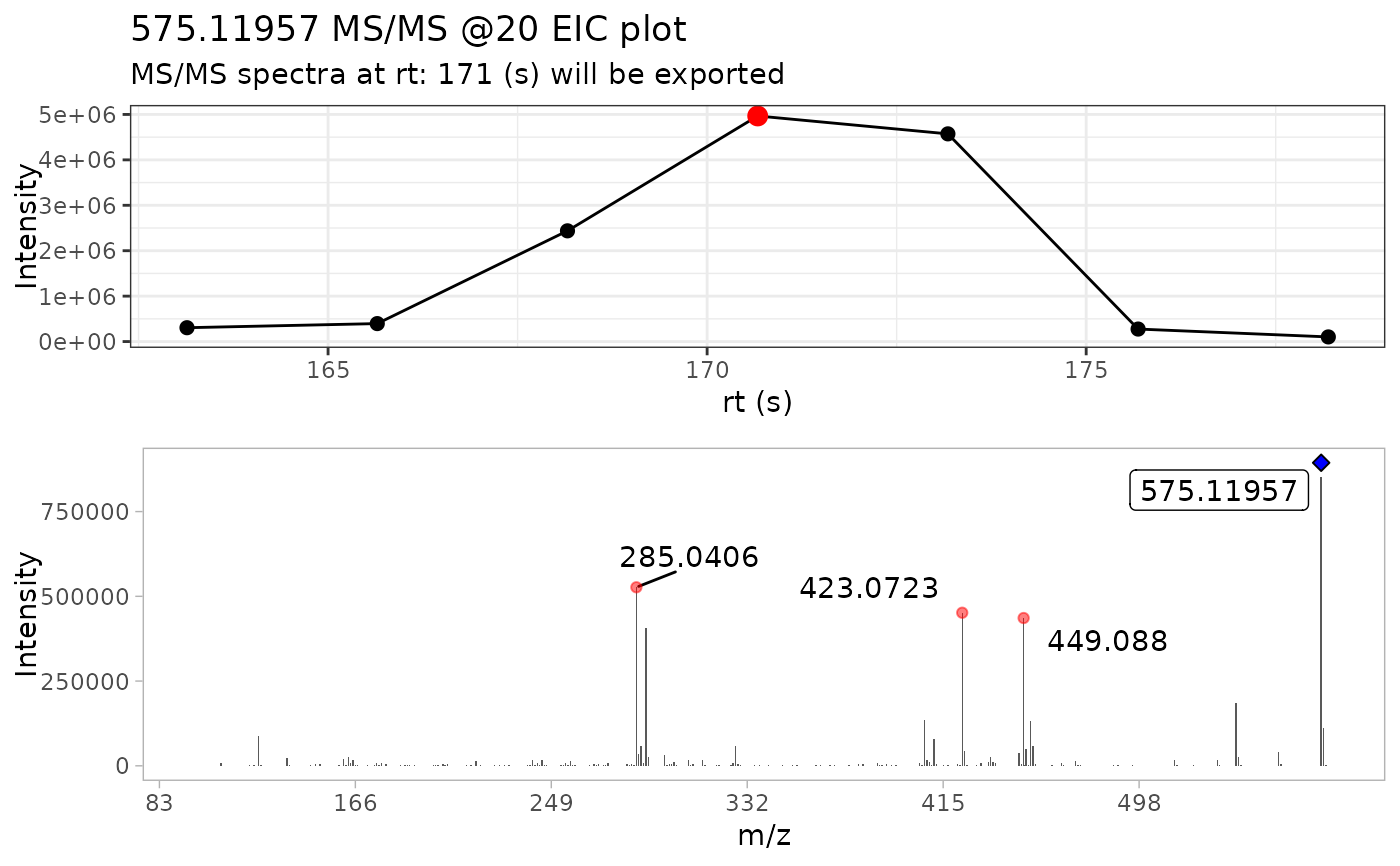 575.11957 MS/MS @20 EIC plot
MS/MS spectra at rt: 171 (s) will be exported
Intensity
5e+06
4e+06
3e+06
2e+06
1e+06
0e+00
165 170 175
rt (s)
Intensity
750000
500000
250000
0
575.11957
285.0406
423.0723
449.088
83 166 249 332 415 498
m/z